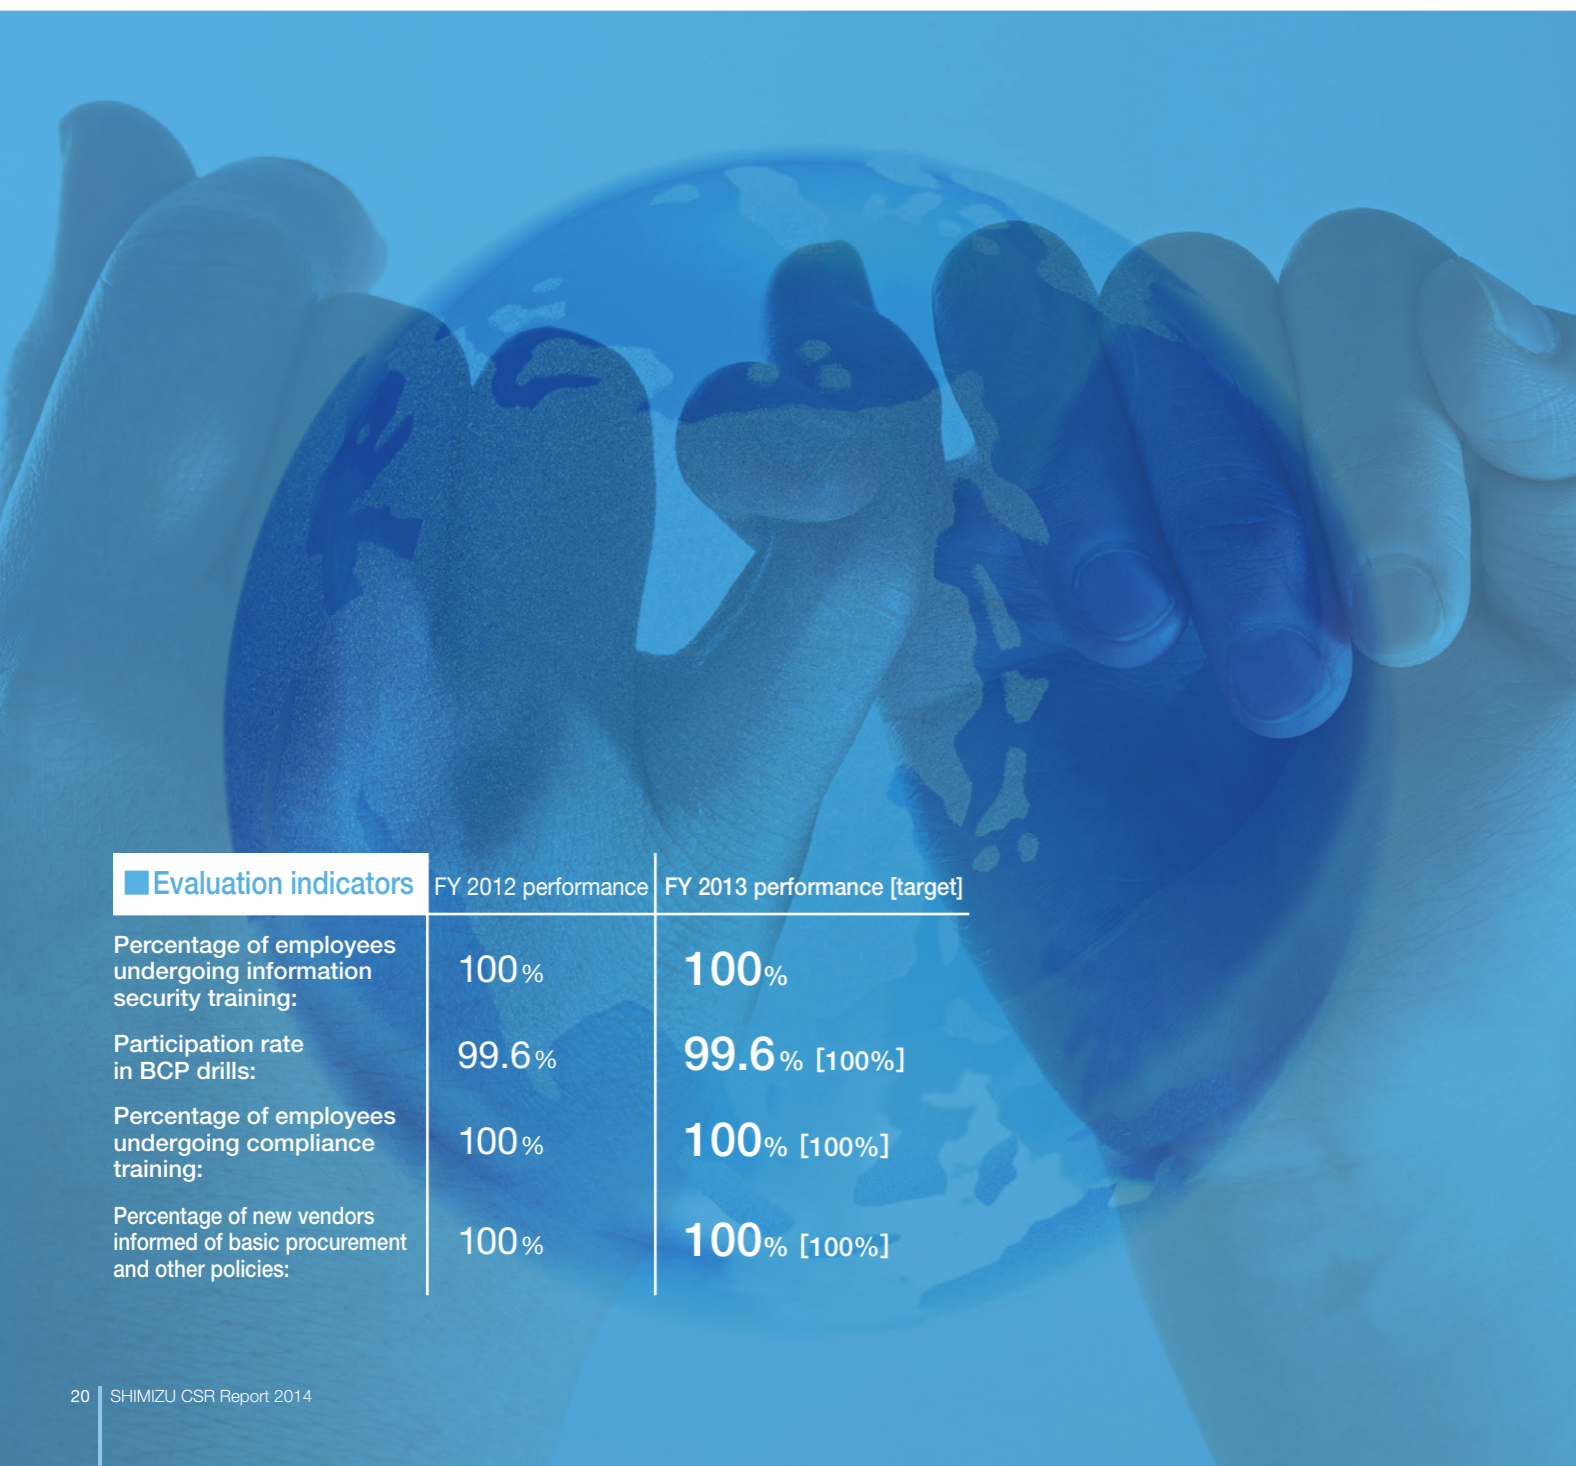 ■Evaluation indicators FY 2012 performance FY 2013 performance [target]
Percentage of employees
undergoing information
security training:
100% 100%
Participation rate
in BCP drills:
99.6% 99.6% [100%]
Percentage of employees
undergoing compliance
training:
100% 100% [100%]
Percentage of new vendors
informed of basic procurement
and other policies:
100% 100% [100%]
20 SHIMIZU CSR Report 2014